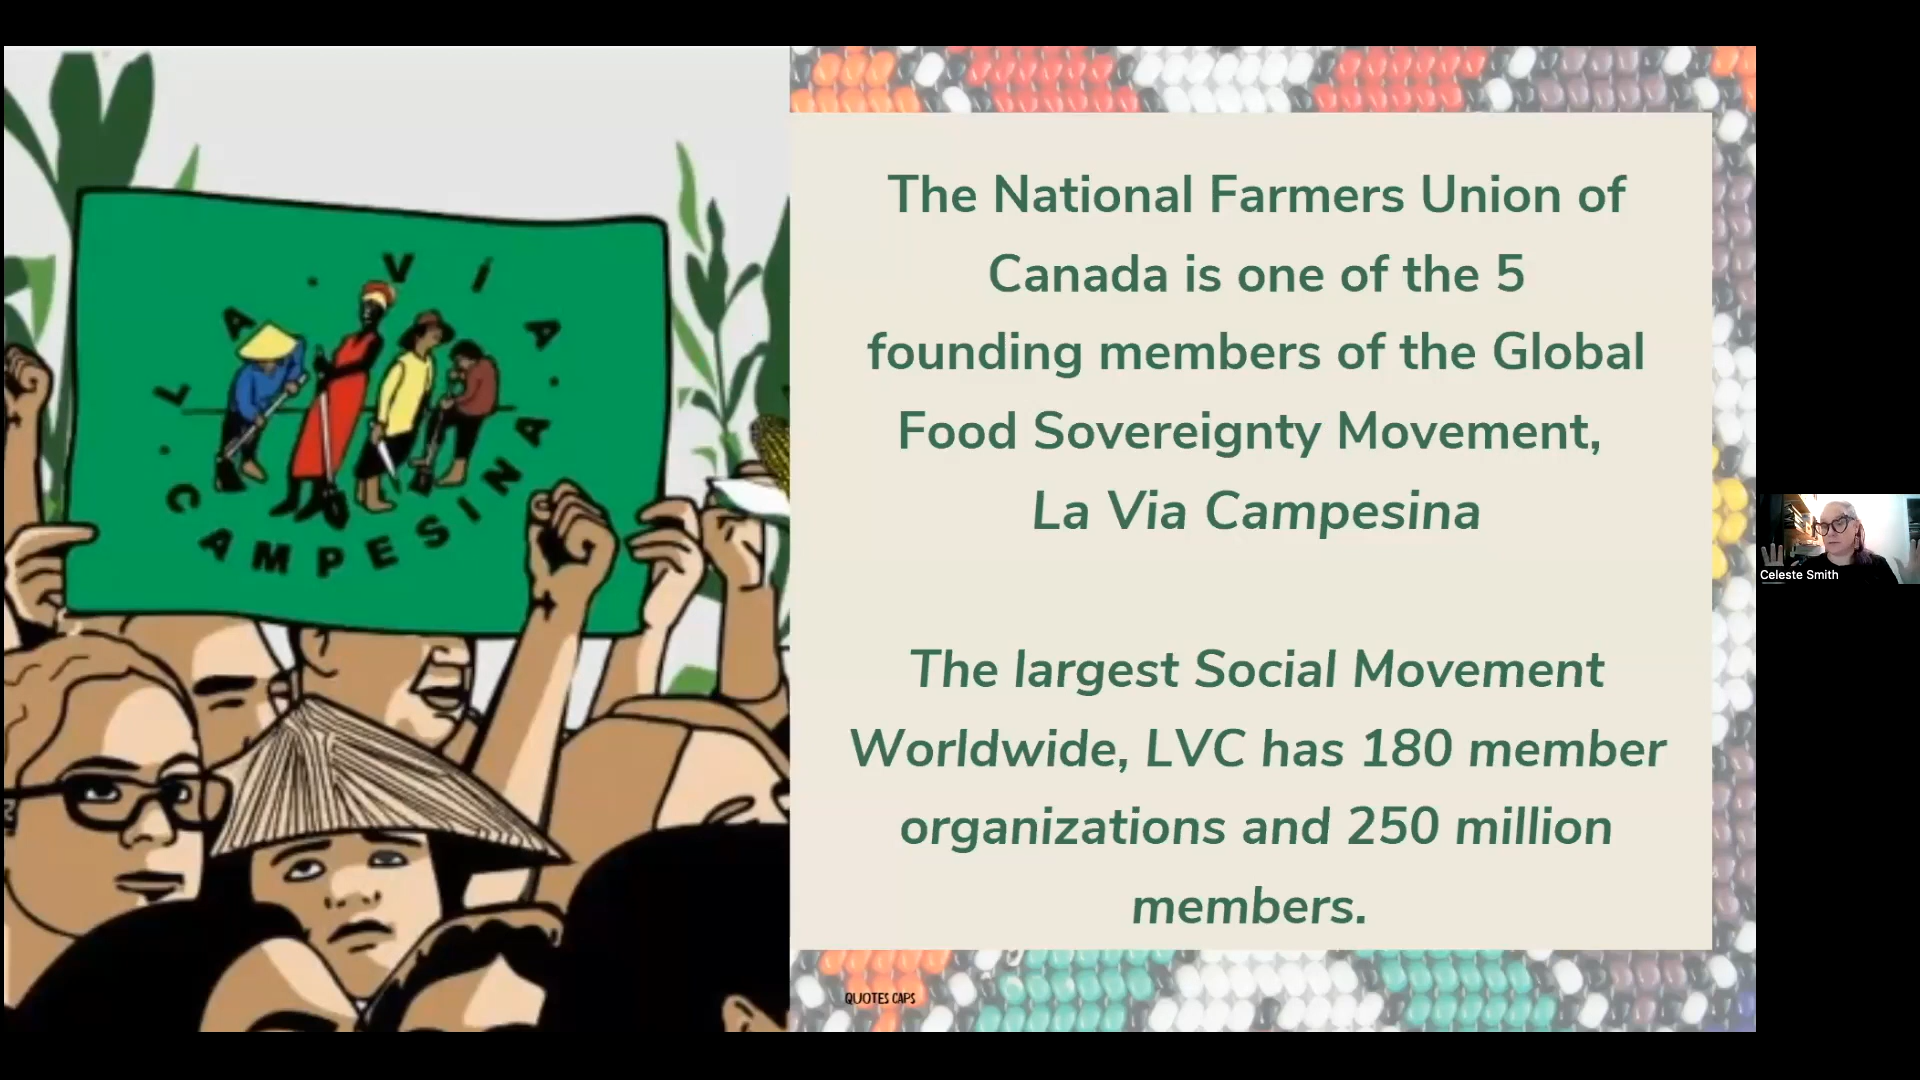 LA VÍA
CAMPESINA
The National Farmers Union of
Canada is one of the 5
founding members of the Global
Food Sovereignty Movement,
La Via Campesina
The largest Social Movement
Worldwide, LVC has 180 member
organizations and 250 million
members.
QUOTES CAPS
Celeste Smith